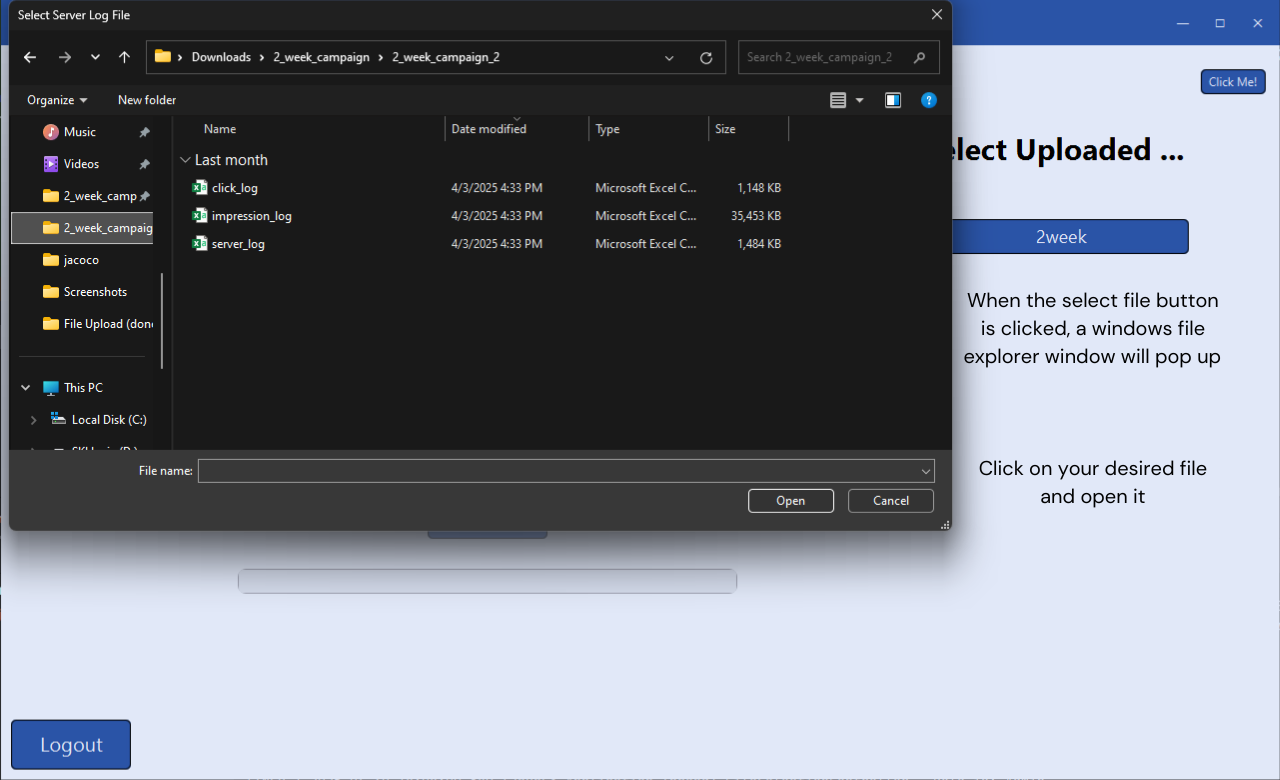 Select Server Log File
Downloads > 2_week_campaign > 2_week_campaign_2
Search 2_week_campaign_2
Click Me!
Organize
New folder
Music
Videos
2_week_camp
2_week_campaig
jacoco
Screenshots
File Upload (done
This PC
Local Disk (C:)
Name Date modified Type Size
Last month
click_log 4/3/2025 4:33 PM Microsoft Excel C... 1,148 KB
impression_log 4/3/2025 4:33 PM Microsoft Excel C... 35,453 KB
server_log 4/3/2025 4:33 PM Microsoft Excel C... 1,484 KB
File name:
Open
Cancel
elect Uploaded ...
2week
When the select file button
is clicked, a windows file
explorer window will pop up
Click on your desired file
and open it
Logout